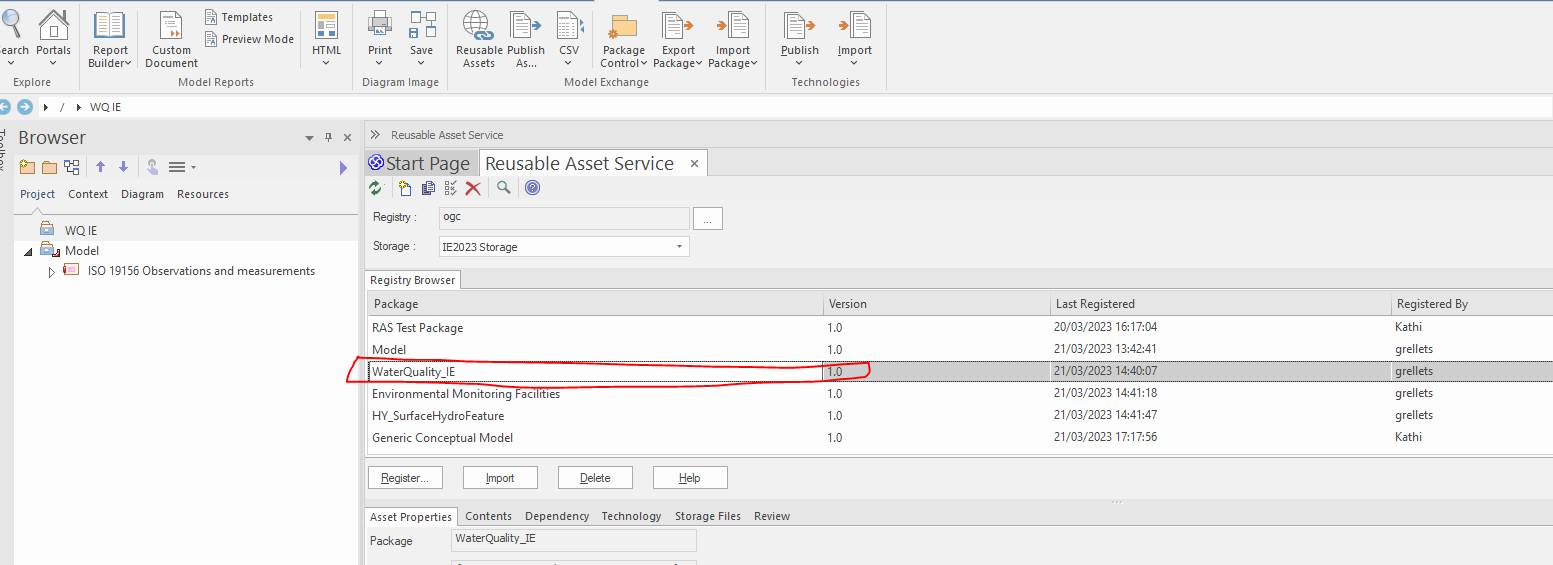 Search Portals Report Builder Custom Document Templates Preview Mode HTML Print Save Reusable Assets Publish As... CSV Package Control Export Package Import Package Publish Import
Explore Model Reports Diagram Image Model Exchange Technologies
/ WQ IE
Toolbox
Browser
Project Context Diagram Resources
WQ IE
Model
ISO 19156 Observations and measurements
Reusable Asset Service
Start Page Reusable Asset Service
Registry : ogc ...
Storage : IE2023 Storage
Registry Browser
Package Version Last Registered Registered By
RAS Test Package 1.0 20/03/2023 16:17:04 Kathi
Model 1.0 21/03/2023 13:42:41 grellets
WaterQuality_IE 1.0 21/03/2023 14:40:07 grellets
Environmental Monitoring Facilities 1.0 21/03/2023 14:41:18 grellets
HY_SurfaceHydroFeature 1.0 21/03/2023 14:41:47 grellets
Generic Conceptual Model 1.0 21/03/2023 17:17:56 Kathi
Register... Import Delete Help
Asset Properties Contents Dependency Technology Storage Files Review
Package WaterQuality_IE